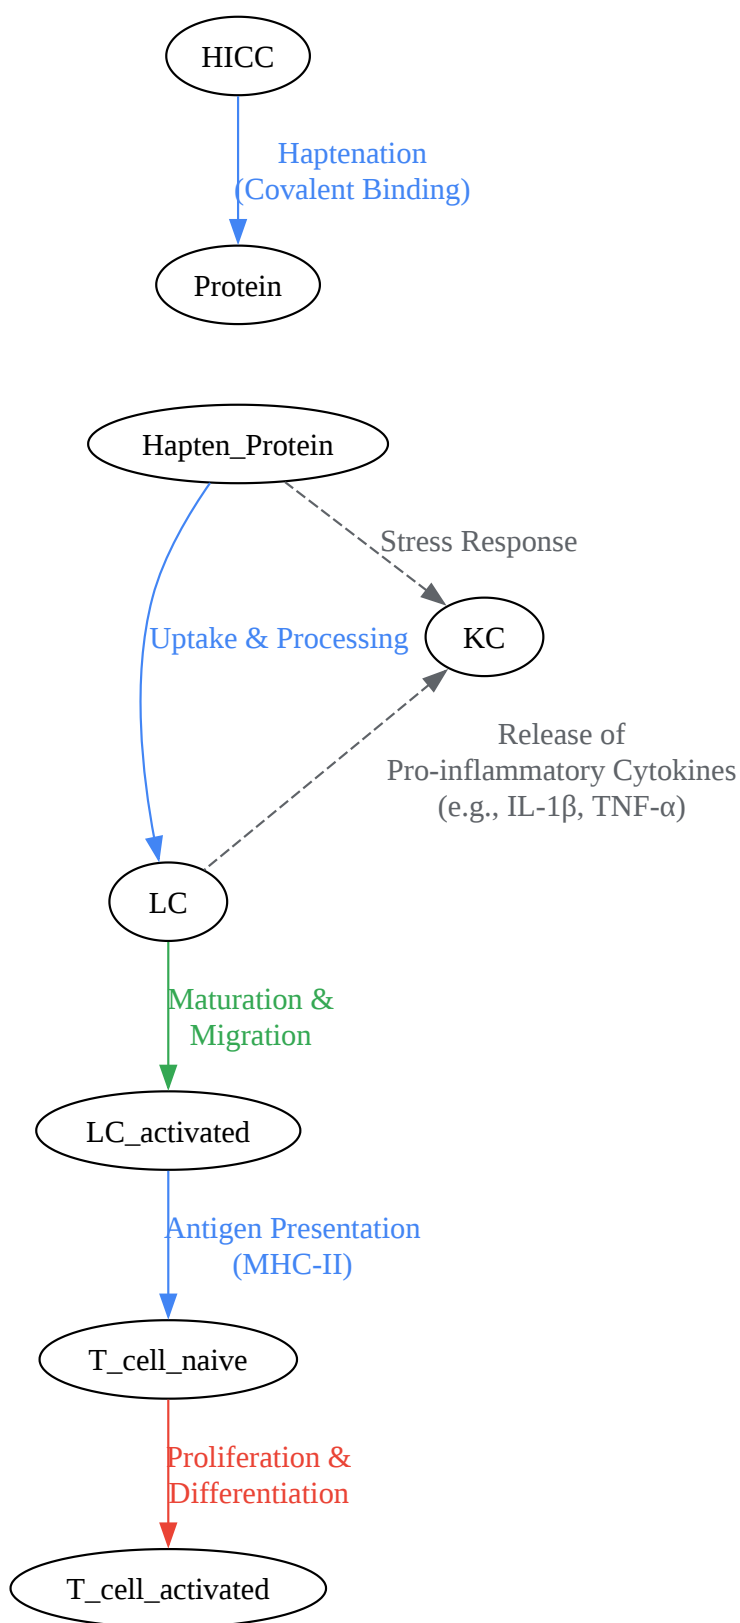 HICC
Haptenation
(Covalent Binding)
Protein
Hapten_Protein
Stress Response
Uptake & Processing
KC
Release of
Pro-inflammatory Cytokines
(e.g., IL-1β, TNF-α)
LC
Maturation &
Migration
LC_activated
Antigen Presentation
(MHC-II)
T_cell_naive
Proliferation &
Differentiation
T_cell_activated